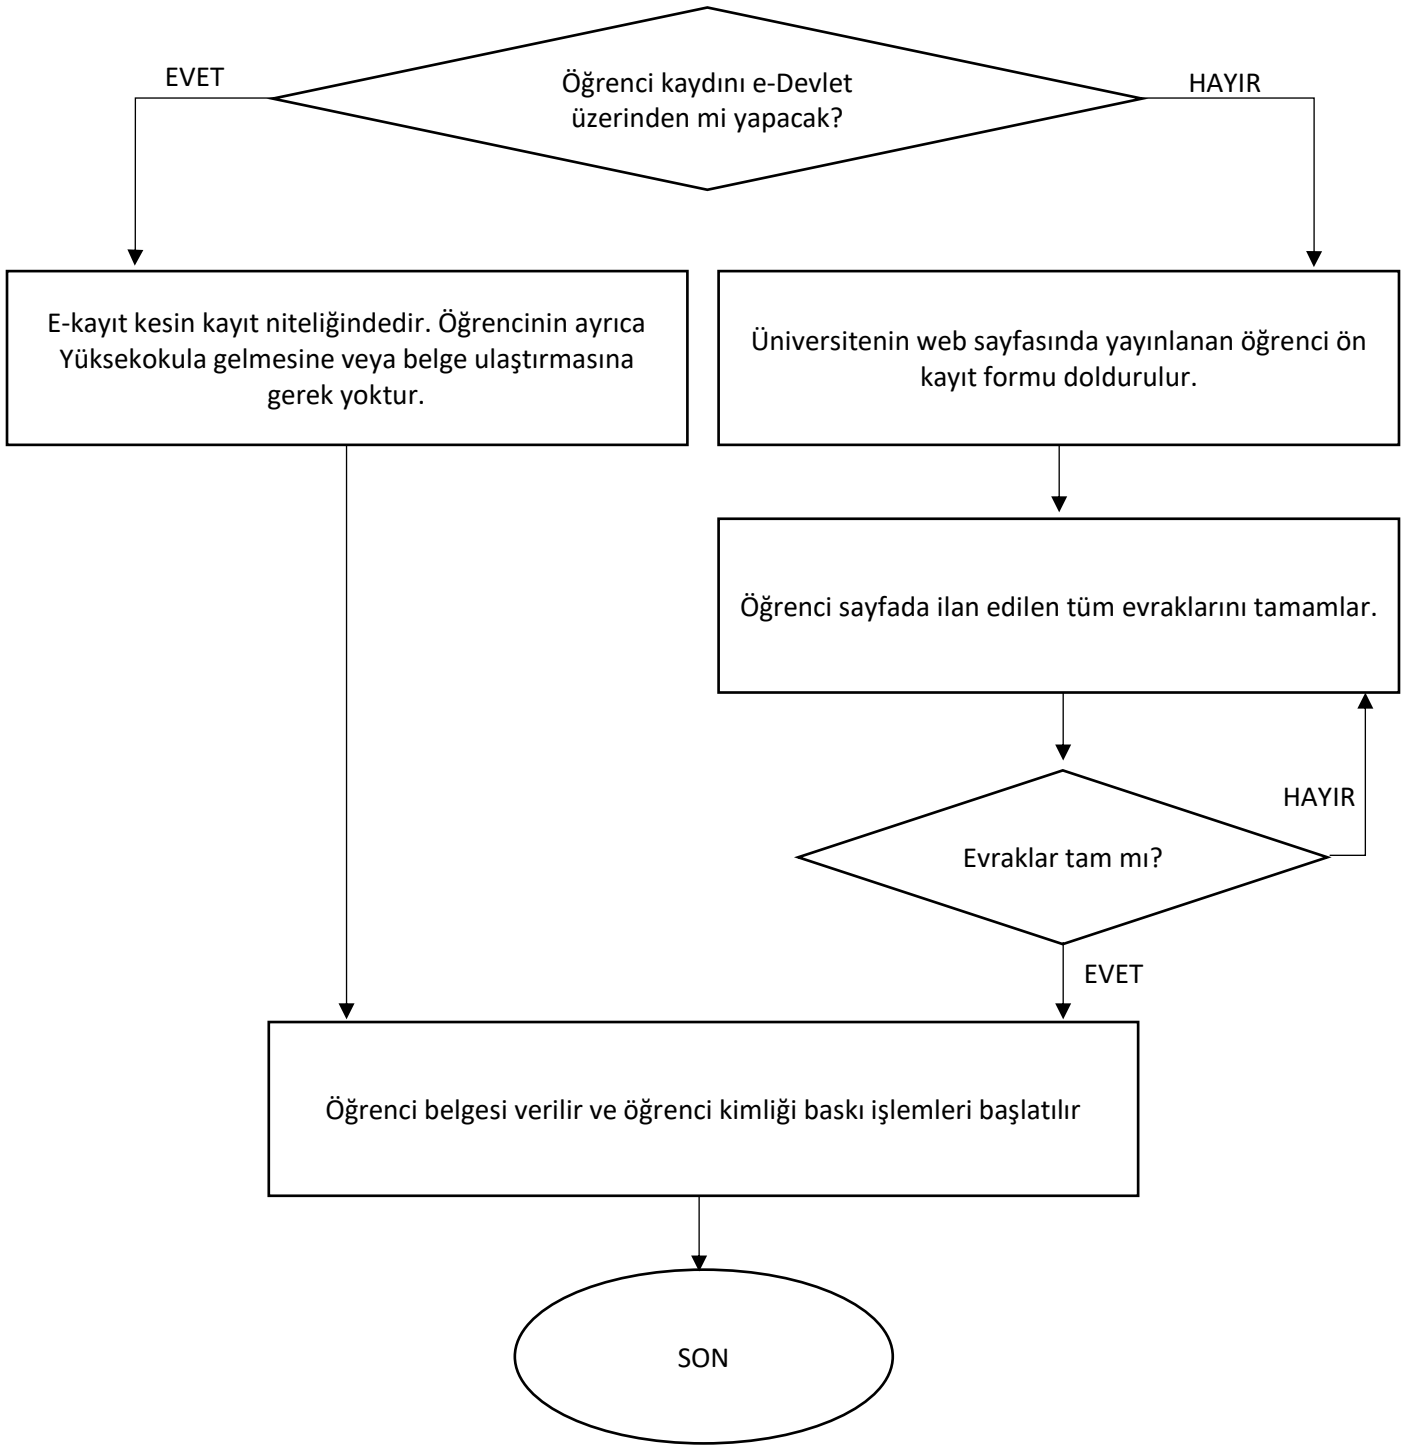 EVET
Öğrenci kaydını e-Devlet
üzerinden mi yapacak?
HAYIR
E-kayıt kesin kayıt niteliğindedir. Öğrencinin ayrıca
Yüksekokula gelmesine veya belge ulaştırmasına
gerek yoktur.
Üniversitenin web sayfasında yayınlanan öğrenci ön
kayıt formu doldurulur.
Öğrenci sayfada ilan edilen tüm evraklarını tamamlar.
HAYIR
Evraklar tam mı?
EVET
Öğrenci belgesi verilir ve öğrenci kimliği baskı işlemleri başlatılır
SON